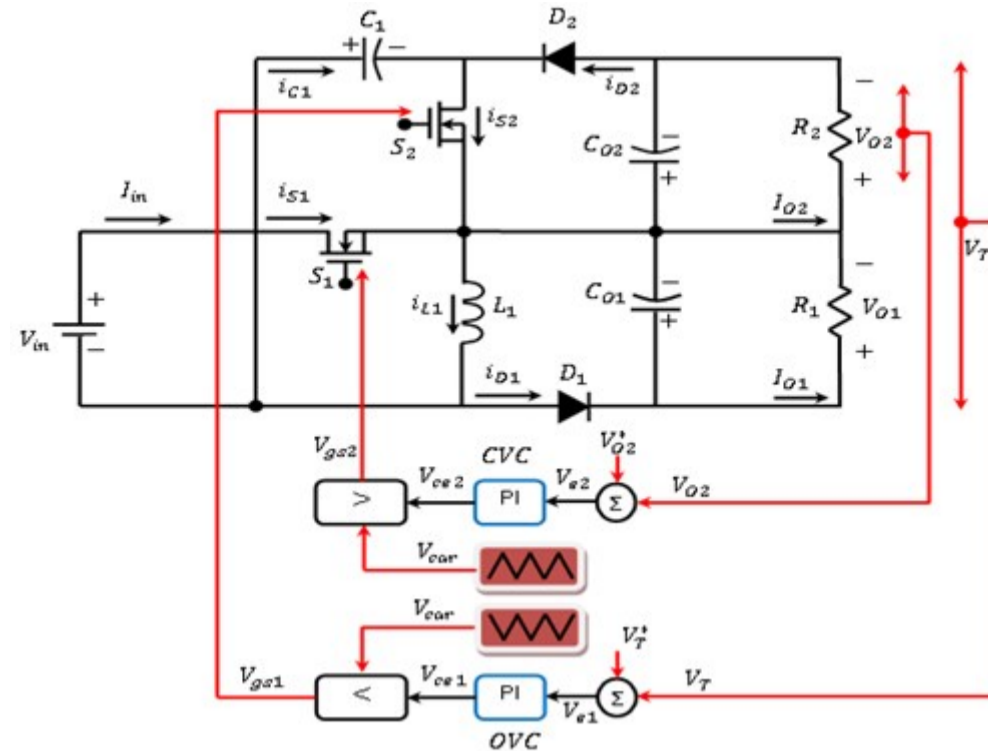 C1 D2
+ −
iC1 iD2 −
iS2 R2 VO2
S2 CO2 −
+ +
Iin iS1 IO2 VT
S1 − −
+ iL1 L1 CO1 R1 VO1
Vin − + +
iD1 D1 IO1
Vgs2 CVC V*O2
> Vce2 PI Ve2 Σ VO2
Vcar
Vcar V*T
Vgs1 < Vce1 PI Ve1 Σ VT
OVC